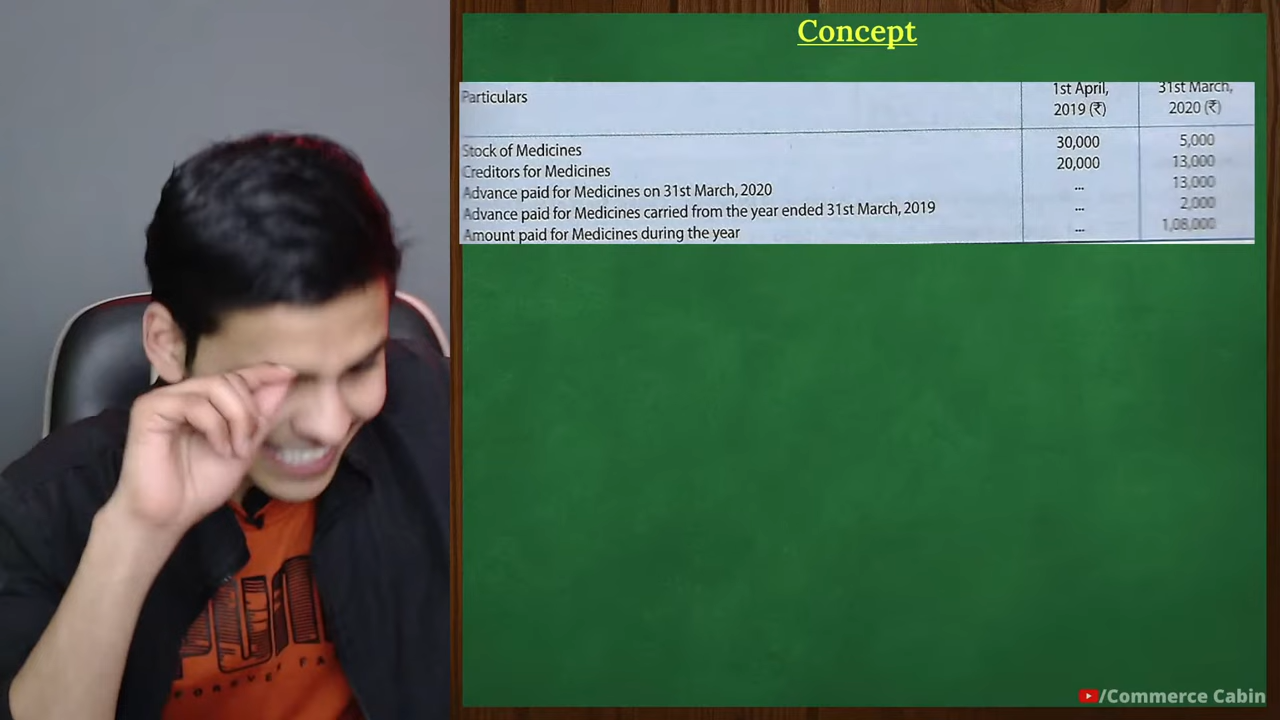 Concept
Particulars 1st April, 2019 (₹) 31st March, 2020 (₹)
Stock of Medicines 30,000 5,000
Creditors for Medicines 20,000 13,000
Advance paid for Medicines on 31st March, 2020 ... 13,000
Advance paid for Medicines carried from the year ended 31st March, 2019 ... 2,000
Amount paid for Medicines during the year ... 1,08,000
FOREVER FA
/Commerce Cabin